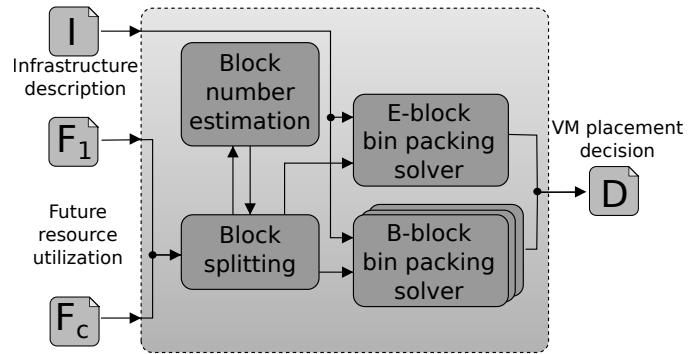 I
Infrastructure
description
F1
Future
resource
utilization
Fc
Block
number
estimation
Block
splitting
E-block
bin packing
solver
B-block
bin packing
solver
VM placement
decision
D